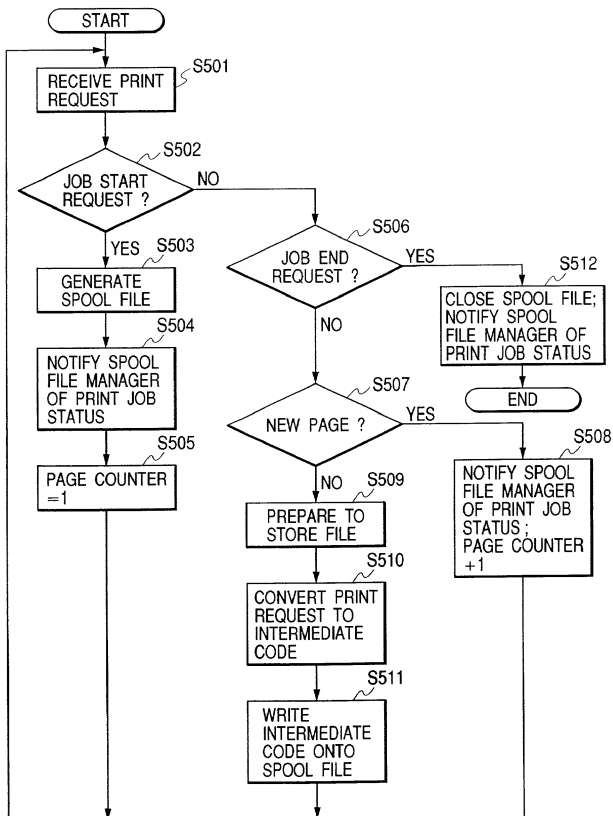 START
S501
RECEIVE PRINT
REQUEST
S502
JOB START
REQUEST ?
NO
YES
S503
GENERATE
SPOOL FILE
S504
NOTIFY SPOOL
FILE MANAGER
OF PRINT JOB
STATUS
S505
PAGE COUNTER
=1
S506
JOB END
REQUEST ?
YES
NO
S512
CLOSE SPOOL FILE;
NOTIFY SPOOL
FILE MANAGER OF
PRINT JOB STATUS
END
S507
NEW PAGE ?
YES
NO
S508
NOTIFY SPOOL
FILE MANAGER
OF PRINT JOB
STATUS;
PAGE COUNTER
+1
S509
PREPARE TO
STORE FILE
S510
CONVERT PRINT
REQUEST TO
INTERMEDIATE
CODE
S511
WRITE
INTERMEDIATE
CODE ONTO
SPOOL FILE